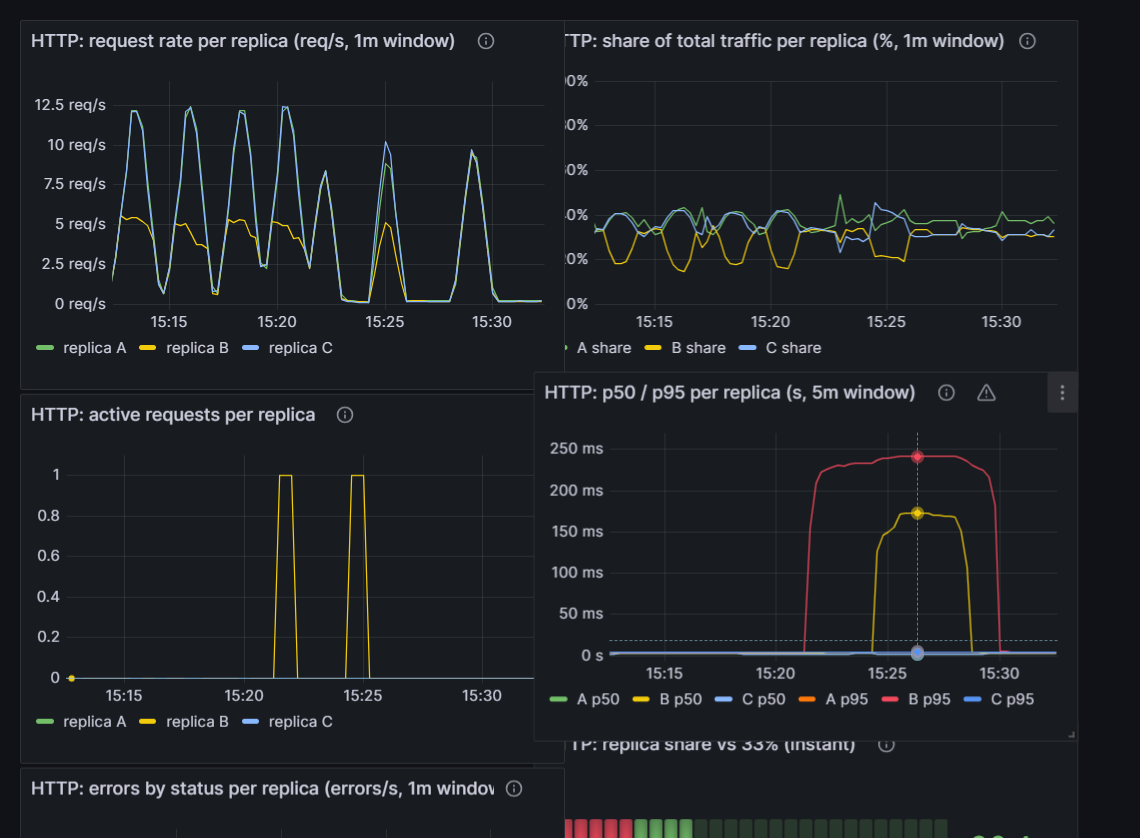 HTTP: request rate per replica (req/s, 1m window)
12.5 req/s
10 req/s
7.5 req/s
5 req/s
2.5 req/s
0 req/s
15:15 15:20 15:25 15:30
replica A replica B replica C
TP: share of total traffic per replica (%, 1m window)
0%
0%
0%
0%
0%
0%
15:15 15:20 15:25 15:30
A share B share C share
HTTP: active requests per replica
1
0.8
0.6
0.4
0.2
0
15:15 15:20 15:25 15:30
replica A replica B replica C
HTTP: p50 / p95 per replica (s, 5m window)
250 ms
200 ms
150 ms
100 ms
50 ms
0 s
15:15 15:20 15:25 15:30
A p50 B p50 C p50 A p95 B p95 C p95
HTTP: errors by status per replica (errors/s, 1m windov
TP: replica share vs 33% (instant)